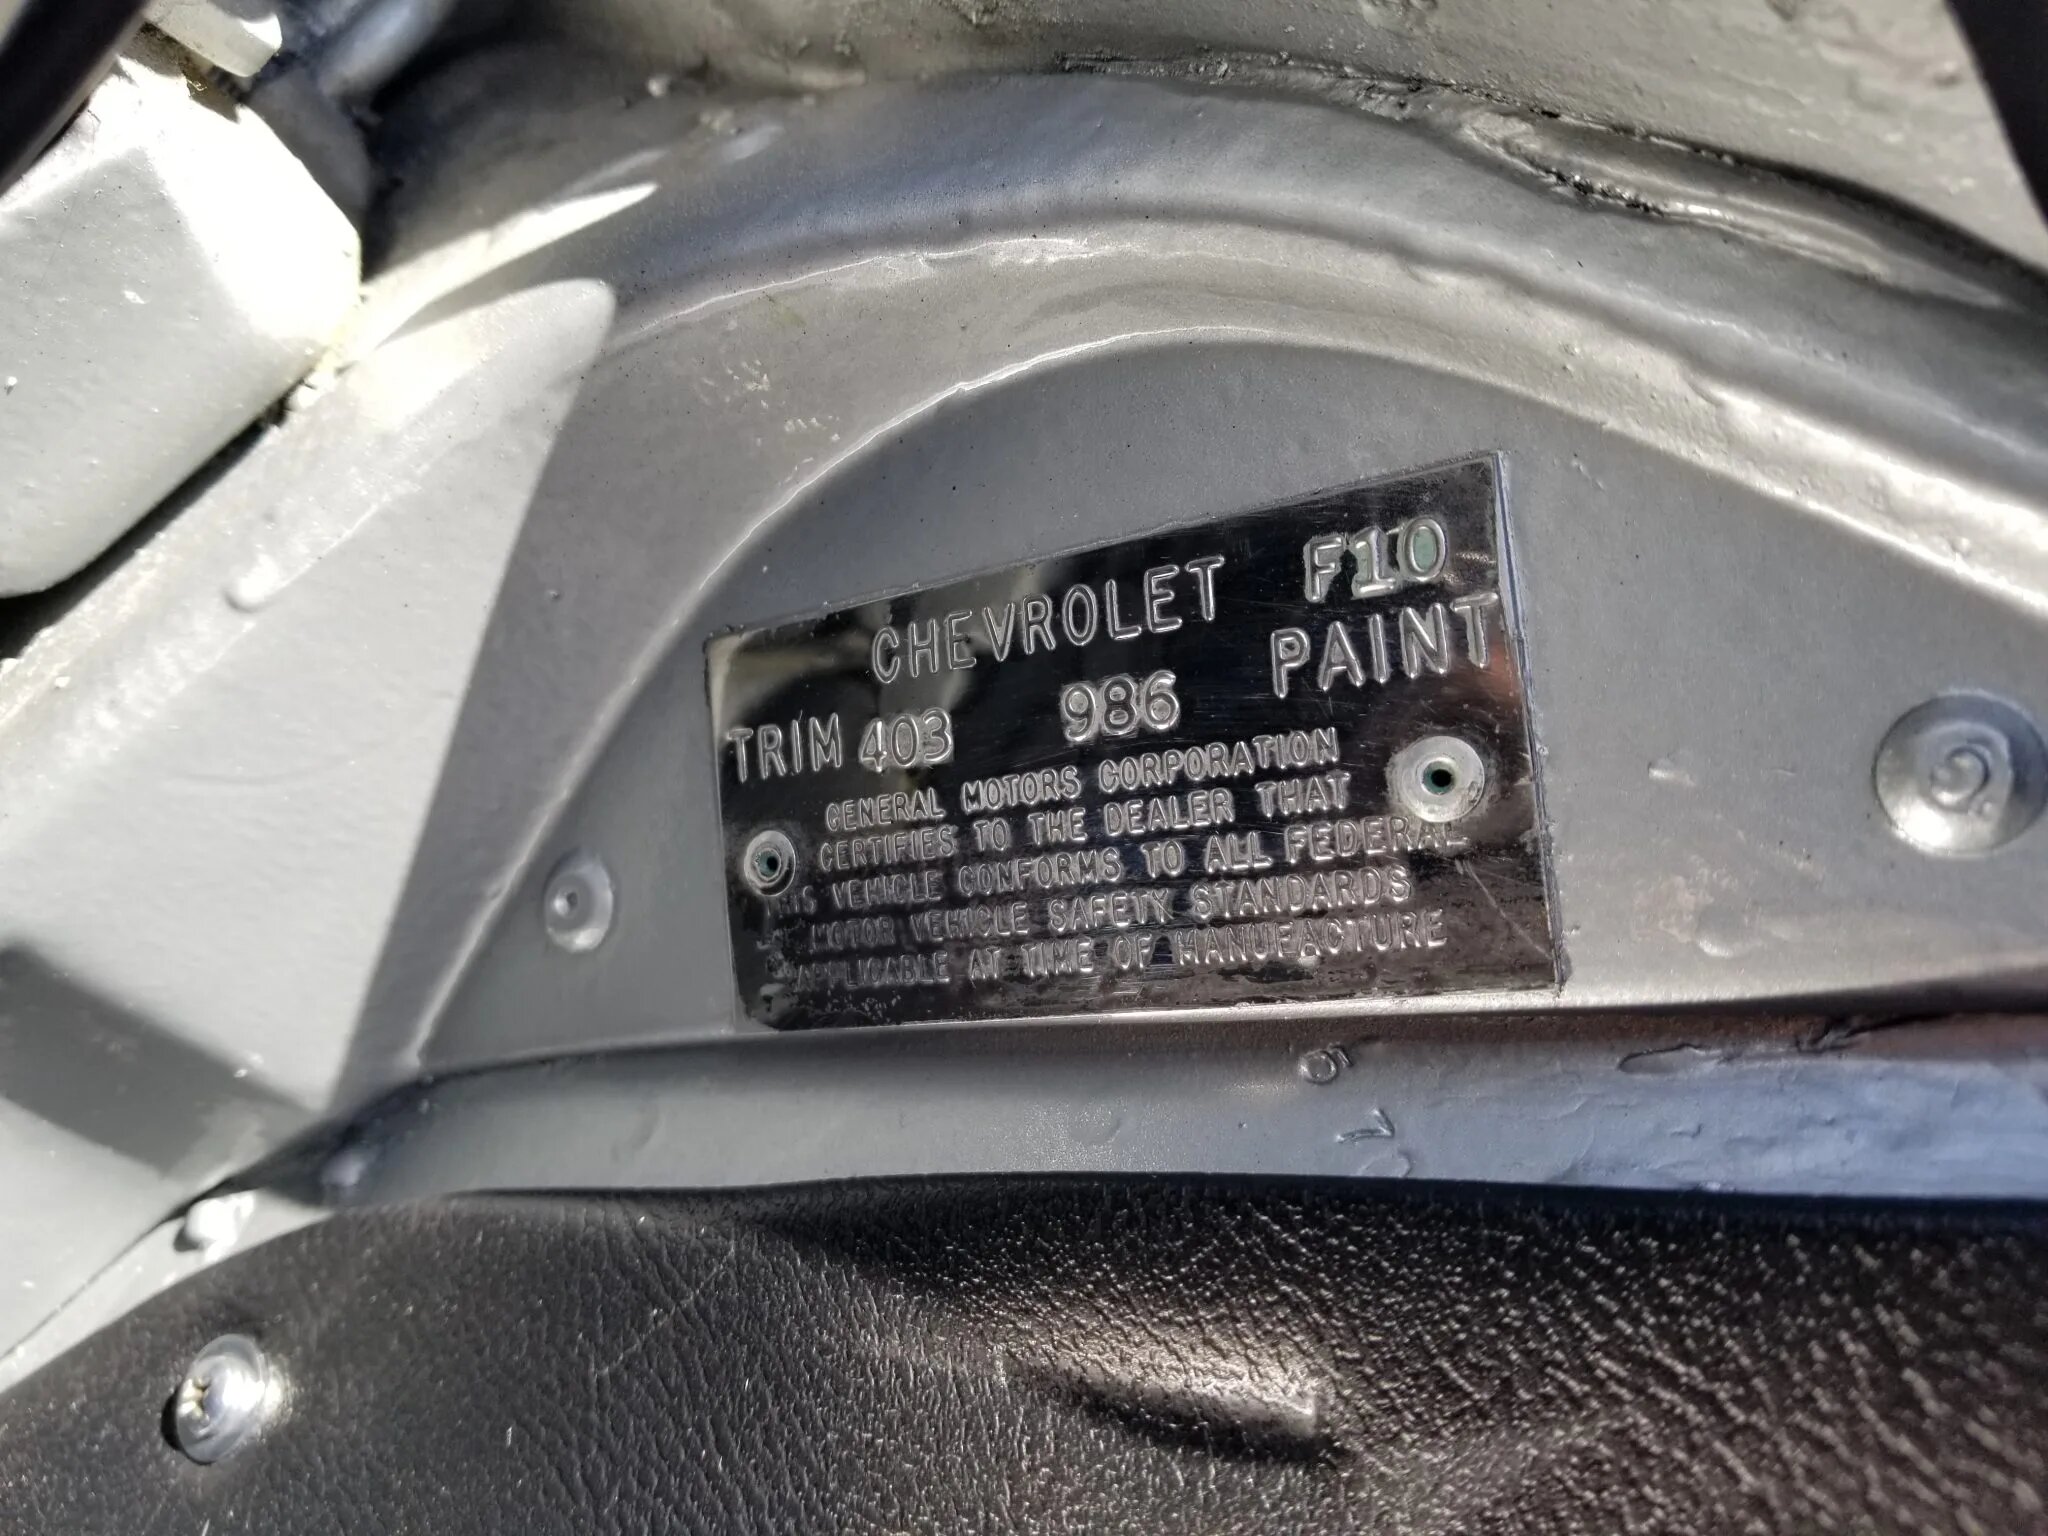 F10
CHEVROLET
PAINT
TRIM 403 986
GENERAL MOTORS CORPORATION
CERTIFIES TO THE DEALER THAT
THIS VEHICLE CONFORMS TO ALL FEDERAL
MOTOR VEHICLE SAFETY STANDARDS
APPLICABLE AT TIME OF MANUFACTURE